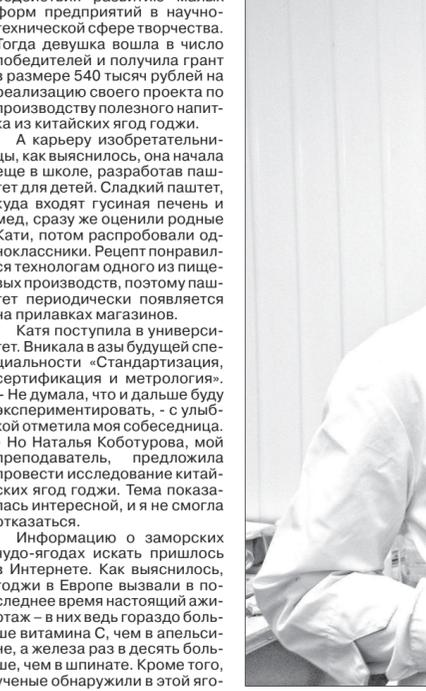 содействия развитию малых
форм предприятий в научно-
технической сфере творчества.
Тогда девушка вошла в число
победителей и получила грант
в размере 540 тысяч рублей на
реализацию своего проекта по
производству полезного напит-
ка из китайских ягод годжи.
А карьеру изобретательни-
цы, как выяснилось, она начала
еще в школе, разработав паш-
тет для детей. Сладкий паштет,
куда входят гусиная печень и
мед, сразу же оценили родные
Кати, потом распробовали од-
ноклассники. Рецепт понравил-
ся технологам одного из пище-
вых производств, поэтому паш-
тет периодически появляется
на прилавках магазинов.
Катя поступила в универси-
тет. Вникала в азы будущей спе-
циальности «Стандартизация,
сертификация и метрология».
- Не думала, что и дальше буду
экспериментировать, - с улыб-
кой отметила моя собеседница.
- Но Наталья Коботурова, мой
преподаватель, предложила
провести исследование китай-
ских ягод годжи. Тема показа-
лась интересной, и я не смогла
отказаться.
Информацию о заморских
чудо-ягодах искать пришлось
в Интернете. Как выяснилось,
годжи в Европе вызвали в по-
следнее время настоящий ажи-
отаж – в них ведь гораздо боль-
ше витамина С, чем в апельси-
не, а железа раз в десять боль-
ше, чем в шпинате. Кроме того,
ученые обнаружили в этой яго-